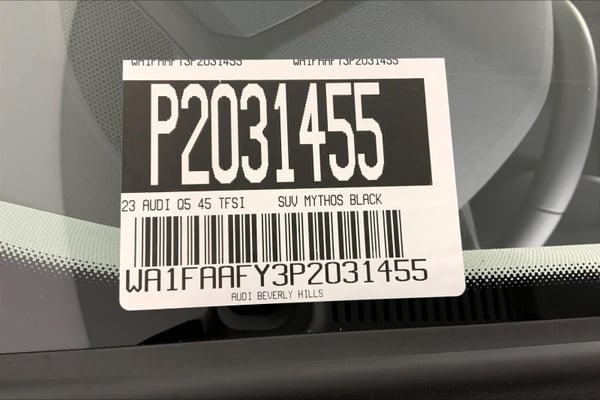 WA1FAAFY3P2031455 WA1FAAFY3P2031455
P2031455
23 AUDI Q5 45 TFSI SUV MYTHOS BLACK
WA1FAAFY3P2031455
AUDI BEVERLY HILLS